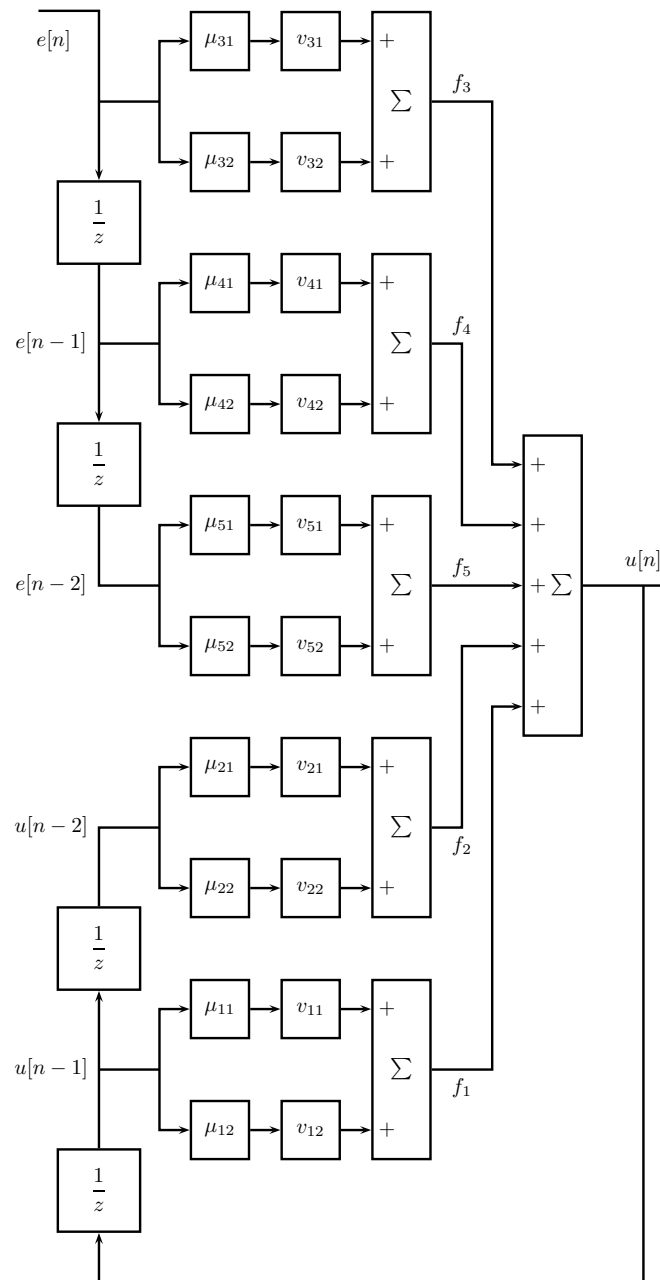 e[n]
μ₃₁ v₃₁ +
∑ f₃
μ₃₂ v₃₂ +
1/z
μ₄₁ v₄₁ +
e[n − 1] ∑ f₄
μ₄₂ v₄₂ +
1/z
+
μ₅₁ v₅₁ + +
e[n − 2] ∑ f₅ + ∑ u[n]
μ₅₂ v₅₂ + +
+
μ₂₁ v₂₁ +
u[n − 2] ∑ f₂
μ₂₂ v₂₂ +
1/z
μ₁₁ v₁₁ +
u[n − 1] ∑ f₁
μ₁₂ v₁₂ +
1/z